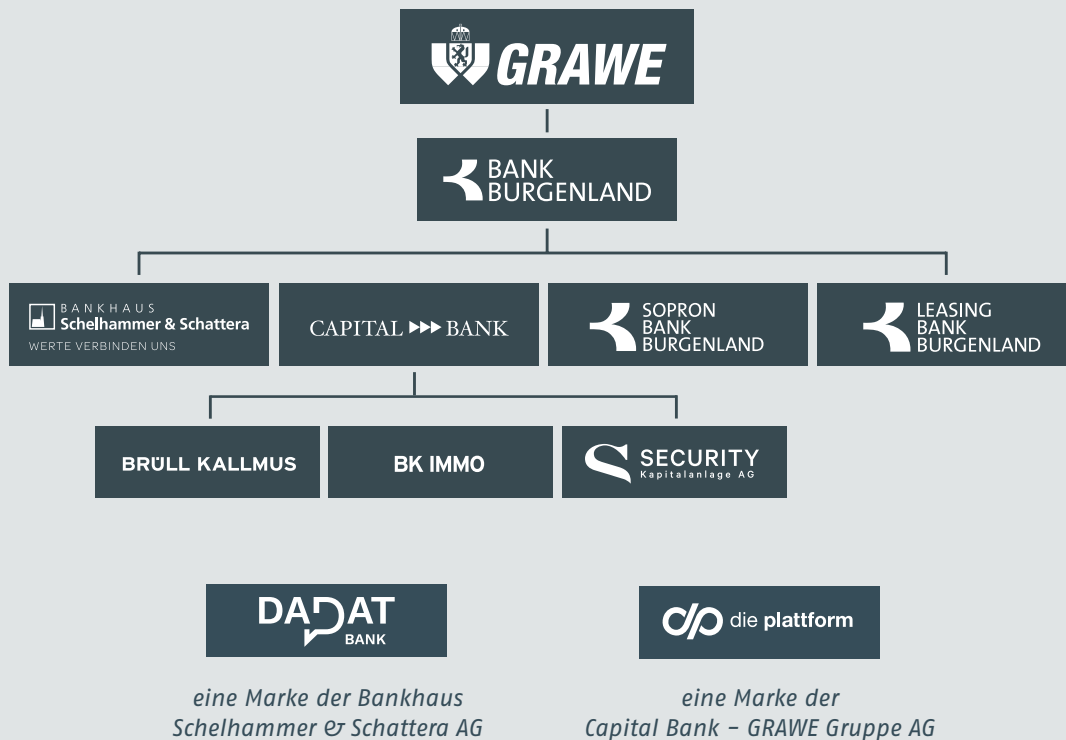 GRAWE
BANK
BURGENLAND
BANKHAUS
Schelhammer & Schattera
WERTE VERBINDEN UNS
CAPITAL BANK
SOPRON
BANK
BURGENLAND
LEASING
BANK
BURGENLAND
BRÜLL KALLMUS
BK IMMO
SECURITY
Kapitalanlage AG
DADAT
BANK
eine Marke der Bankhaus
Schelhammer & Schattera AG
dp die plattform
eine Marke der
Capital Bank – GRAWE Gruppe AG